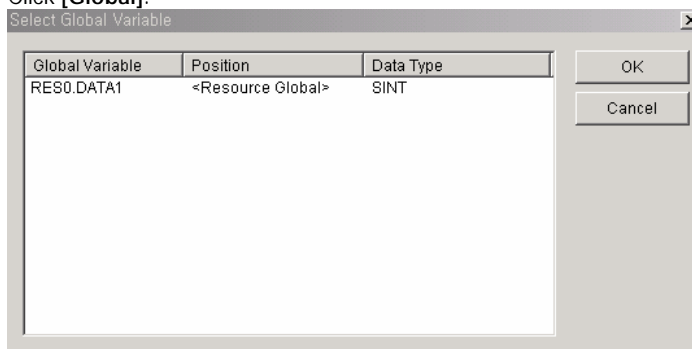 Click [Global].
Select Global Variable
Global Variable Position Data Type
RES0.DATA1 <Resource Global> SINT
OK
Cancel